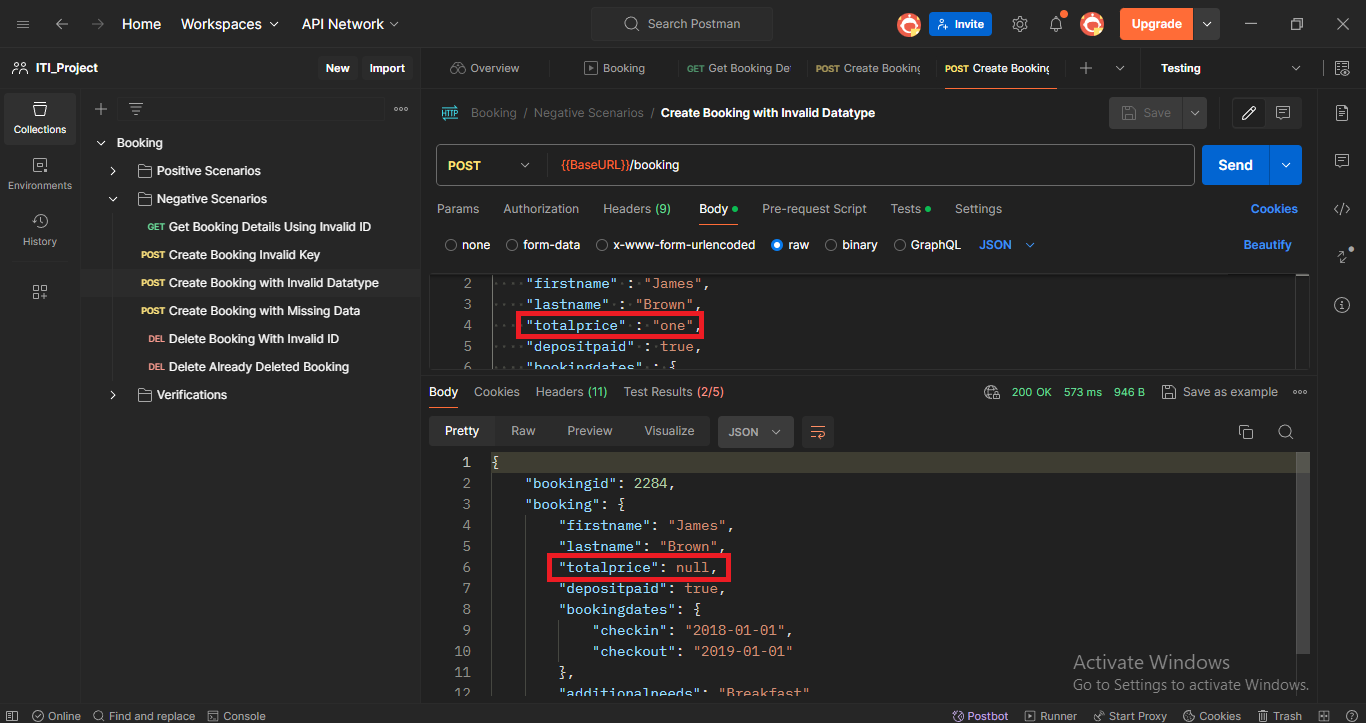 Home Workspaces API Network Search Postman Invite Upgrade
ITI_Project New Import Overview Booking GET Get Booking De POST Create Booking POST Create Booking Testing
Collections
Environments
History
Booking
Positive Scenarios
Negative Scenarios
GET Get Booking Details Using Invalid ID
POST Create Booking Invalid Key
POST Create Booking with Invalid Datatype
POST Create Booking with Missing Data
DEL Delete Booking With Invalid ID
DEL Delete Already Deleted Booking
Verifications
HTTP Booking / Negative Scenarios / Create Booking with Invalid Datatype Save
POST {{BaseURL}}/booking Send
Params Authorization Headers (9) Body Pre-request Script Tests Settings Cookies
none form-data x-www-form-urlencoded raw binary GraphQL JSON Beautify
2 "firstname" : "James",
3 "lastname" : "Brown",
4 "totalprice" : "one",
5 "depositpaid" : true,
6 "bookingdates" : {
Body Cookies Headers (11) Test Results (2/5) 200 OK 573 ms 946 B Save as example
Pretty Raw Preview Visualize JSON
1 {
2 "bookingid": 2284,
3 "booking": {
4 "firstname": "James",
5 "lastname": "Brown",
6 "totalprice": null,
7 "depositpaid": true,
8 "bookingdates": {
9 "checkin": "2018-01-01",
10 "checkout": "2019-01-01"
11 },
12 "additionalneeds": "Breakfast"
Activate Windows
Go to Settings to activate Windows.
Online Find and replace Console Postbot Runner Start Proxy Cookies Trash